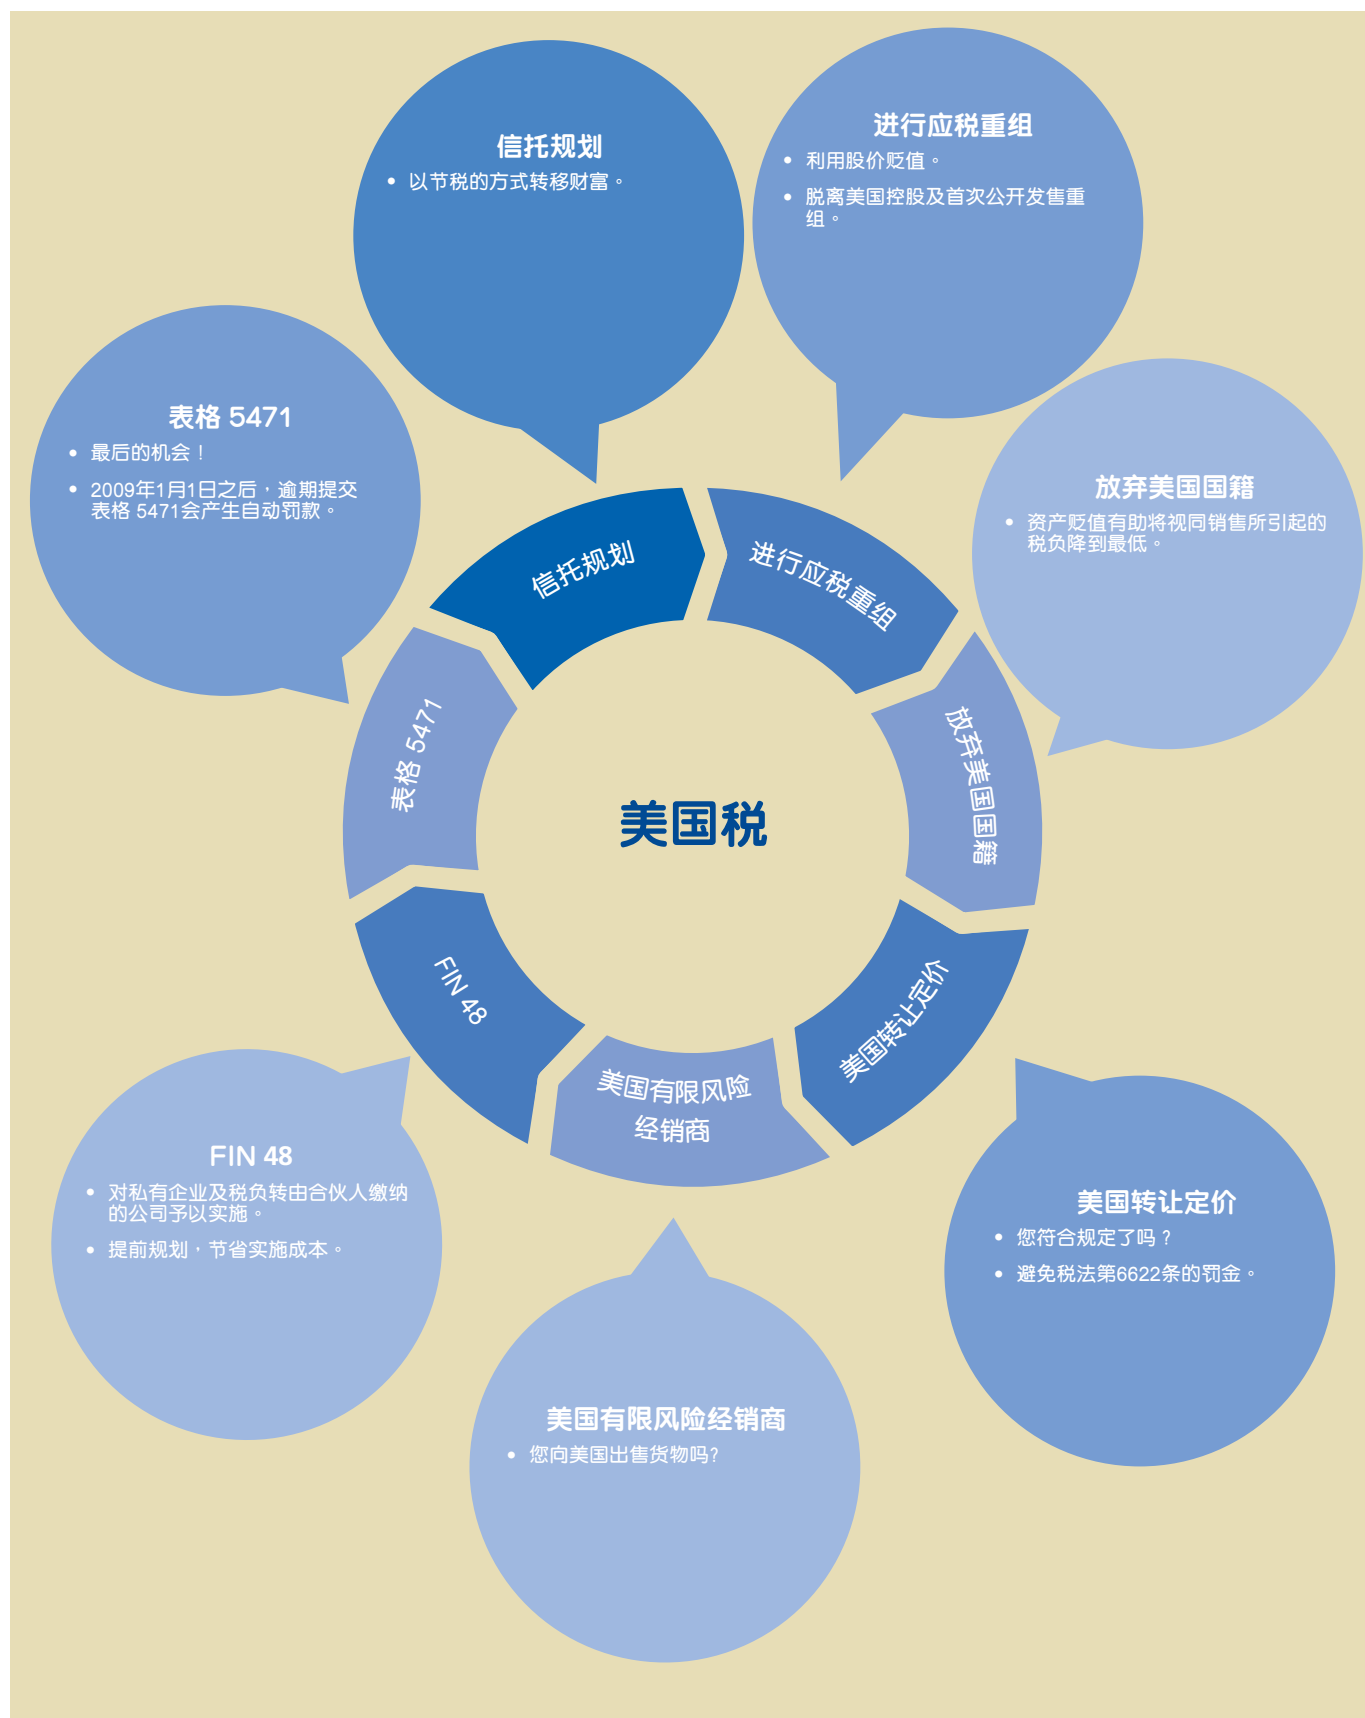 信托规划
• 以节税的方式转移财富。
进行应税重组
• 利用股价贬值。
• 脱离美国控股及首次公开发售重
组。
表格 5471
• 最后的机会！
• 2009年1月1日之后，逾期提交
表格 5471会产生自动罚款。
放弃美国国籍
• 资产贬值有助将视同销售所引起的
税负降到最低。
信托规划
进行应税重组
放弃美国国籍
美国转让定价
美国有限风险
经销商
FIN 48
表格 5471
美国税
FIN 48
• 对私有企业及税负转由合伙人缴纳
的公司予以实施。
• 提前规划，节省实施成本。
美国转让定价
• 您符合规定了吗？
• 避免税法第6622条的罚金。
美国有限风险经销商
• 您向美国出售货物吗?